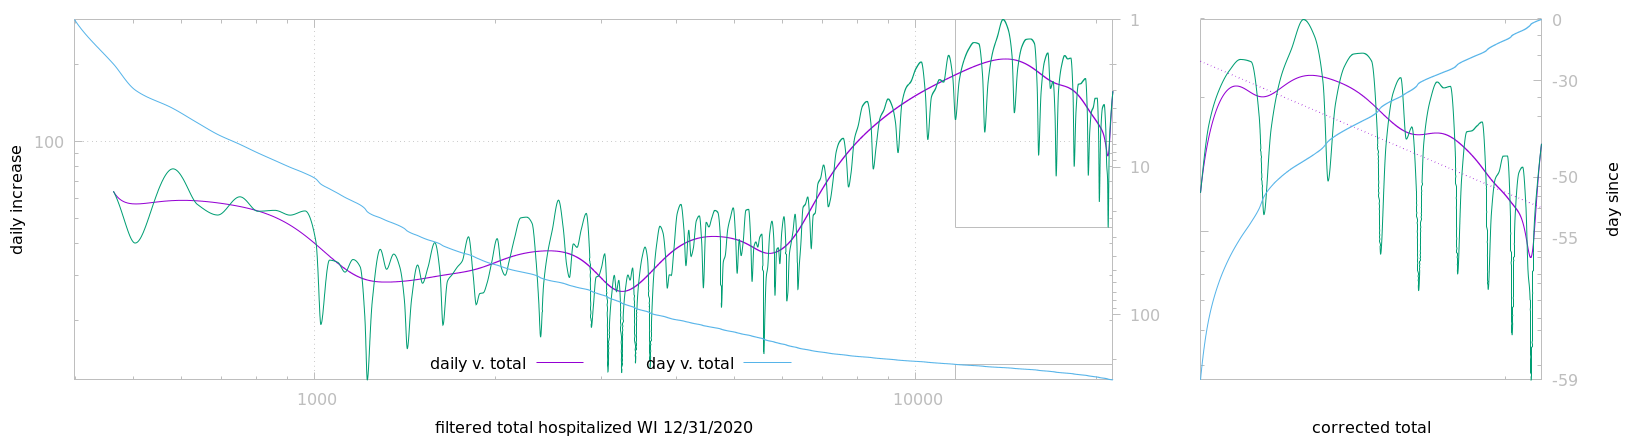 daily increase
100
1000
10000
1
10
100
daily v. total
day v. total
filtered total hospitalized WI 12/31/2020
0
-30
-50
-55
-59
day since
corrected total